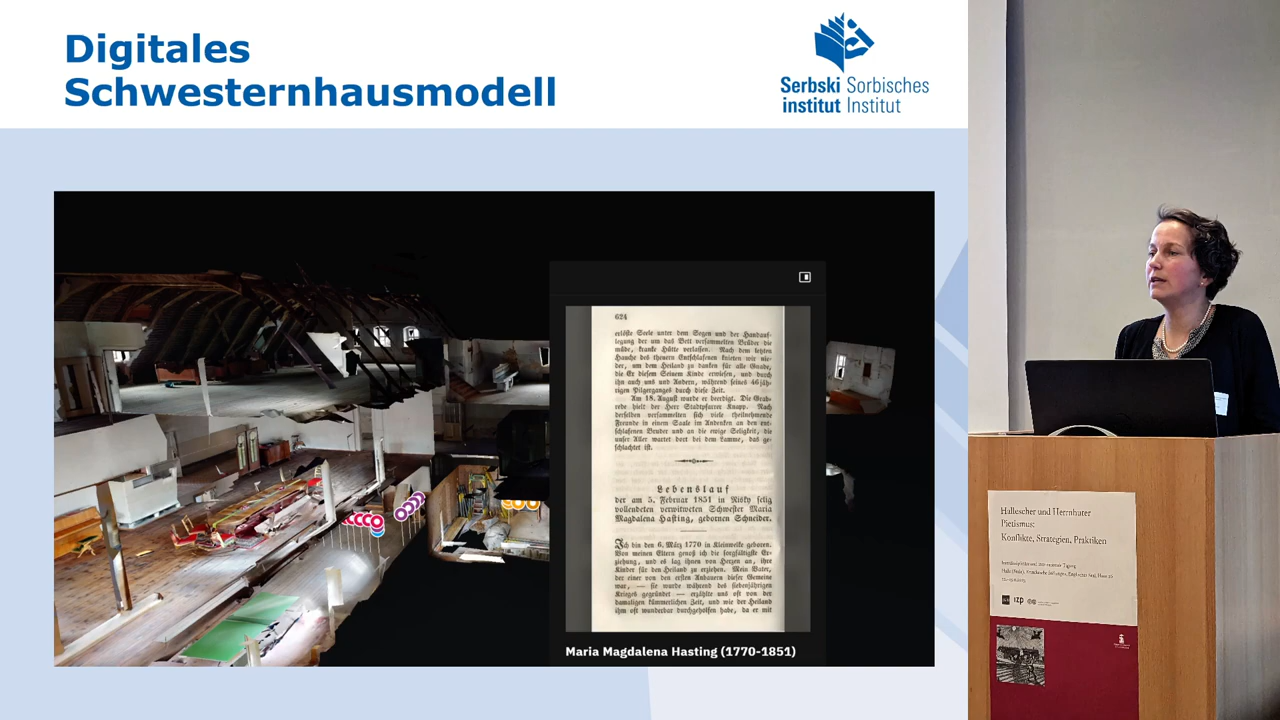 Digitales
Schwesternhausmodell
Serbski Sorbisches
institut Institut
624
erlöste Seele unter dem Segen und der Handauf-
legung der um das Bett versammelten Brüder die
müde, kranke Hütte verlassen. Nach dem letzten
Hauche des theuern Entschlafenen knieten wir nie-
der, um dem Heiland zu danken für alle Gnade,
die Er diesem Seinem Kinde erwiesen, und durch
ihn auch uns und Andern, während seines 46jäh-
rigen Pilgerganges durch diese Zeit.
Am 18. August wurde er beerdigt. Die Grab-
rede hielt der Herr Stadtpfarrer Knapp. Nach
derselben versammelten sich viele theilnehmende
Freunde in einem Saale im Andenken an den ent-
schlafenen Bruder und an die ewige Seligkeit, die
unser Aller wartet dort bei dem Lamme, das ge-
schlachtet ist.
Lebenslauf
der am 5. Februar 1851 in Nisky selig
vollendeten verwitweten Schwester Maria
Magdalena Hasting, gebornen Schneider.
Ich bin den 6. März 1770 in Kleinwelke geboren.
Von meinen Eltern genoß ich die sorgfältigste Er-
ziehung, und es lag ihnen von Herzen an, ihre
Kinder für den Heiland zu erziehen. Mein Vater,
der einer von den ersten Anbauern dieser Gemeine
war, — sie wurde während des siebenjährigen
Krieges gegründet — erzählte uns oft von der
damaligen kümmerlichen Zeit, und wie der Heiland
ihm oft wunderbar durchgeholfen habe, da er mit
Maria Magdalena Hasting (1770-1851)
Hallescher und Herrnhuter
Pietismus:
Konflikte, Strategien, Praktiken
izp